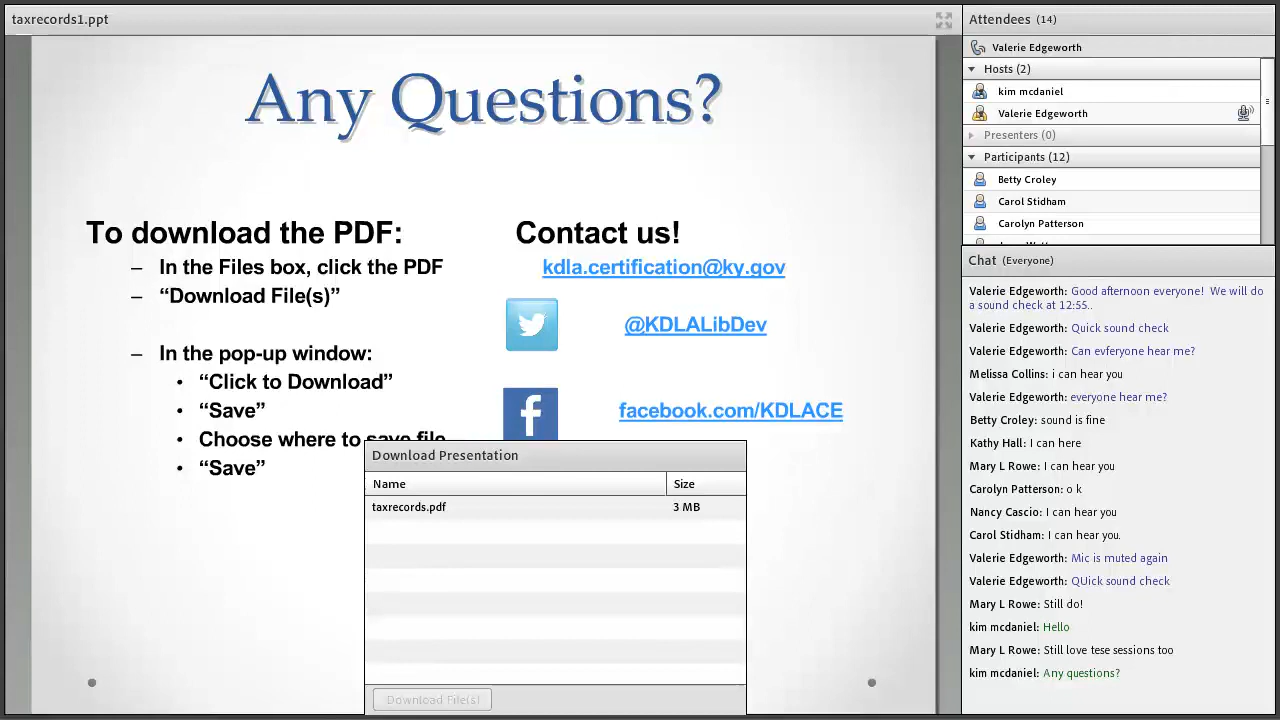 taxrecords1.ppt
Any Questions?
To download the PDF:
– In the Files box, click the PDF
– “Download File(s)”
– In the pop-up window:
• “Click to Download”
• “Save”
• Choose where to save file
• “Save”
Contact us!
kdla.certification@ky.gov
@KDLALibDev
facebook.com/KDLACE
Download Presentation
Name Size
taxrecords.pdf 3 MB
Download File(s)
Attendees (14)
Valerie Edgeworth
Hosts (2)
kim mcdaniel
Valerie Edgeworth
Presenters (0)
Participants (12)
Betty Croley
Carol Stidham
Carolyn Patterson
Chat (Everyone)
Valerie Edgeworth: Good afternoon everyone! We will do
a sound check at 12:55.
Valerie Edgeworth: Quick sound check
Valerie Edgeworth: Can evferyone hear me?
Melissa Collins: i can hear you
Valerie Edgeworth: everyone hear me?
Betty Croley: sound is fine
Kathy Hall: I can here
Mary L Rowe: I can hear you
Carolyn Patterson: o k
Nancy Cascio: I can hear you
Carol Stidham: I can hear you.
Valerie Edgeworth: Mic is muted again
Valerie Edgeworth: QUick sound check
Mary L Rowe: Still do!
kim mcdaniel: Hello
Mary L Rowe: Still love tese sessions too
kim mcdaniel: Any questions?